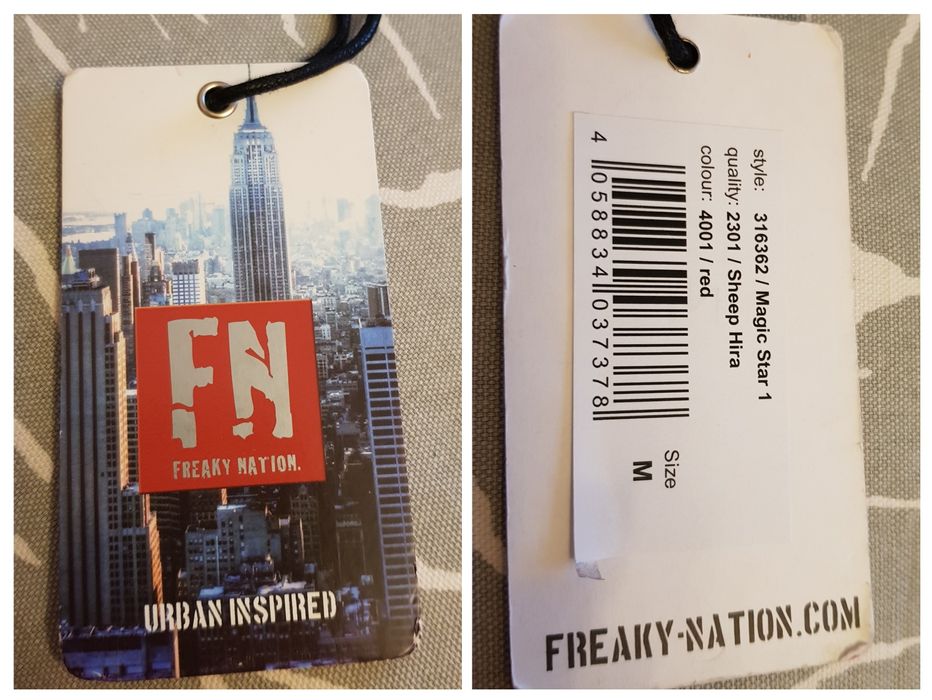 FN
FREAKY NATION.
URBAN INSPIRED
style: 316362 / Magic Star 1
quality: 2301 / Sheep Hira
colour: 4001 / red
4 058834 037378
Size
M
FREAKY-NATION.COM